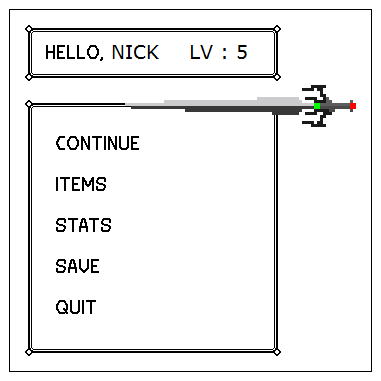 HELLO, NICK LV : 5
CONTINUE
ITEMS
STATS
SAVE
QUIT